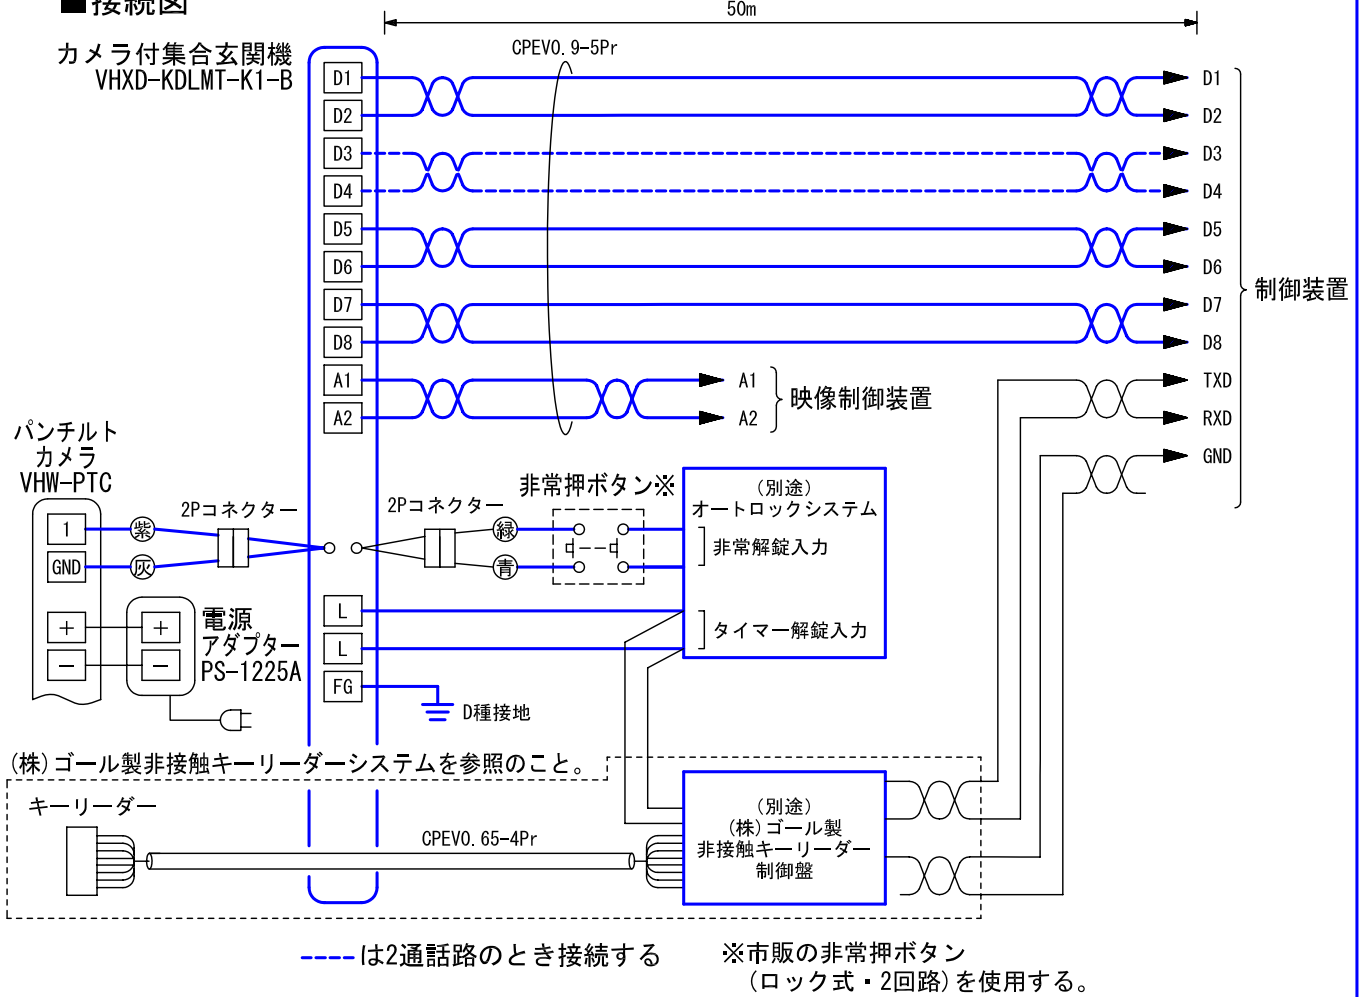 ■接続図
50m
カメラ付集合玄関機
VHXD-KDLMT-K1-B
CPEV0.9-5Pr
D1
D2
D3
D4
D5
D6
D7
D8
A1
A2
D1
D2
D3
D4
D5
D6
D7
D8
TXD
RXD
GND
制御装置
A1
A2
映像制御装置
パンチルト
カメラ
VHW-PTC
1
GND
+
−
紫
灰
2Pコネクター
2Pコネクター
緑
青
非常押ボタン※
(別途)
オートロックシステム
非常解錠入力
タイマー解錠入力
+
−
電源
アダプター
PS-1225A
L
L
FG
D種接地
(株)ゴール製非接触キーリーダーシステムを参照のこと。
キーリーダー
CPEV0.65-4Pr
(別途)
(株)ゴール製
非接触キーリーダー
制御盤
----は2通話路のとき接続する
※市販の非常押ボタン
(ロック式・2回路)を使用する。